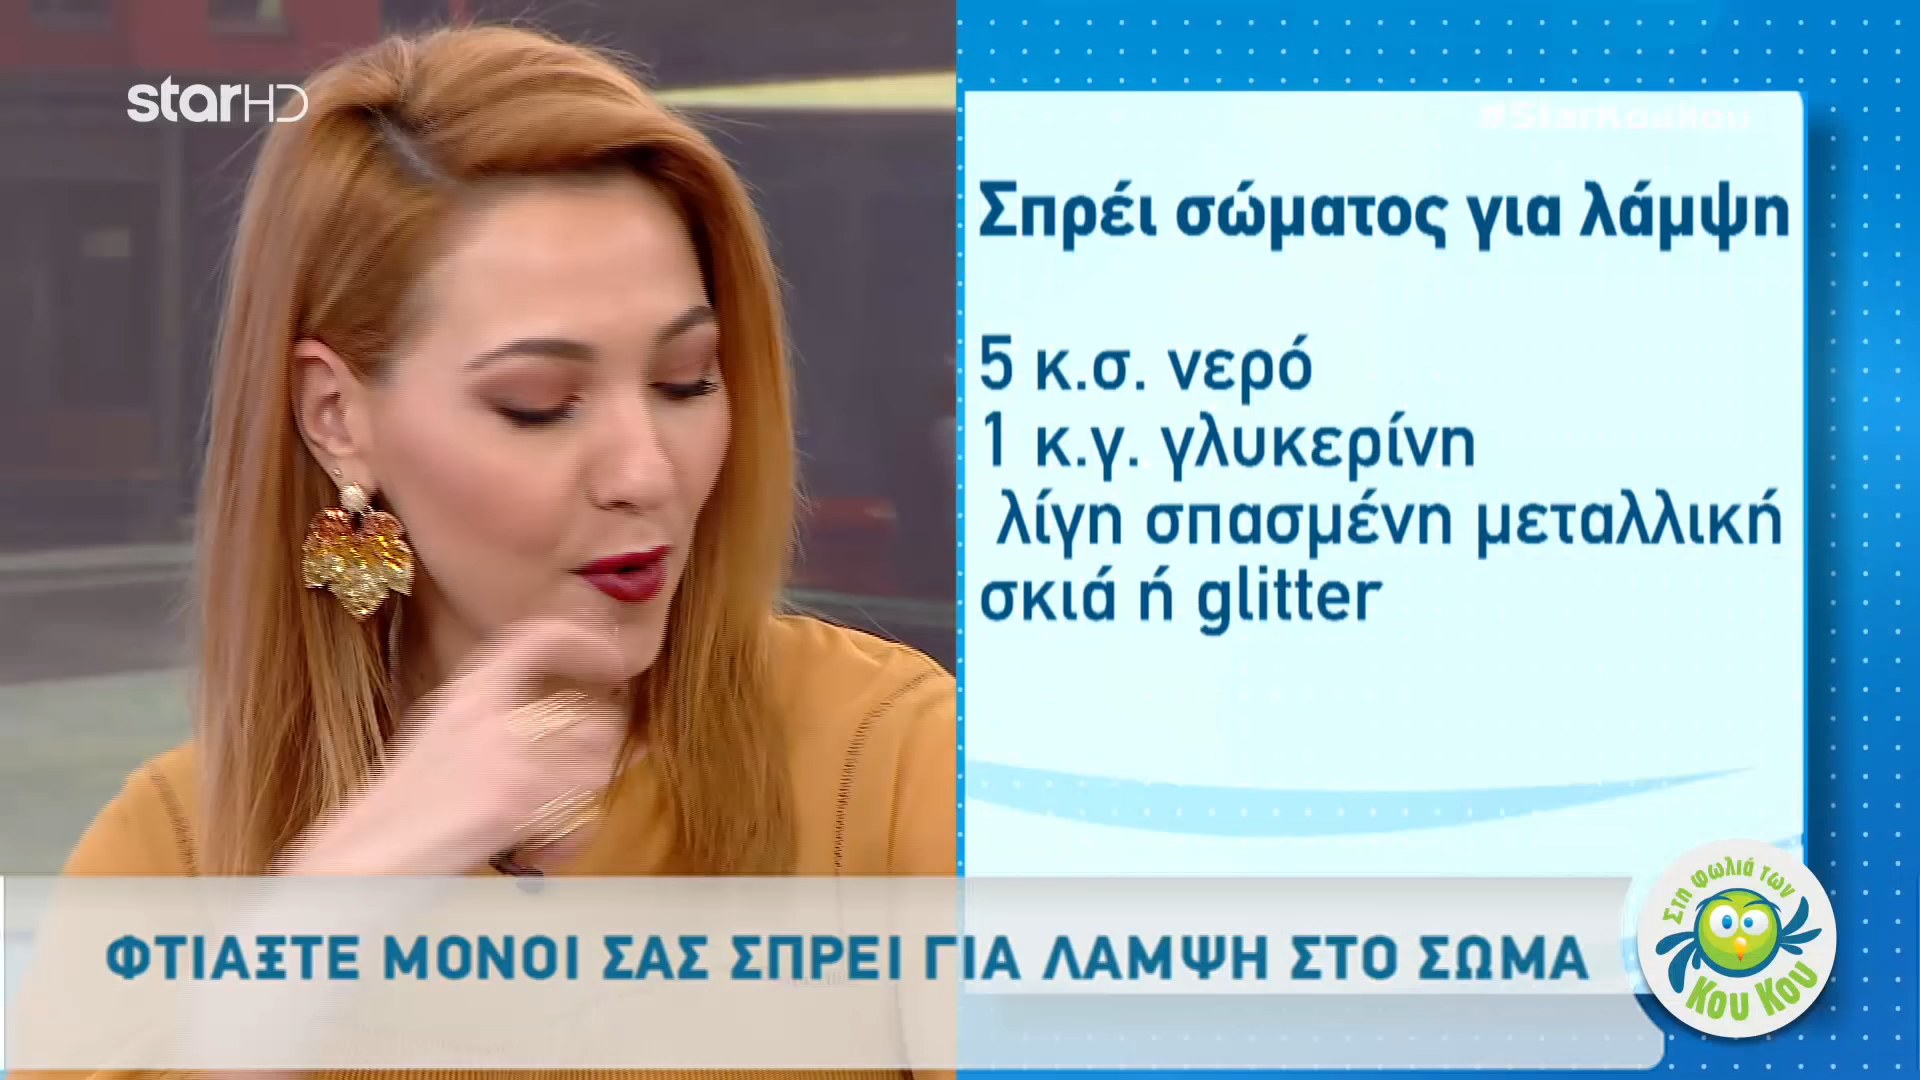 starHD
#StarKouKou
Σπρέι σώματος για λάμψη
5 κ.σ. νερό
1 κ.γ. γλυκερίνη
λίγη σπασμένη μεταλλική
σκιά ή glitter
ΦΤΙΑΞΤΕ ΜΟΝΟΙ ΣΑΣ ΣΠΡΕΙ ΓΙΑ ΛΑΜΨΗ ΣΤΟ ΣΩΜΑ
Στη φωλιά των
Κου Κου